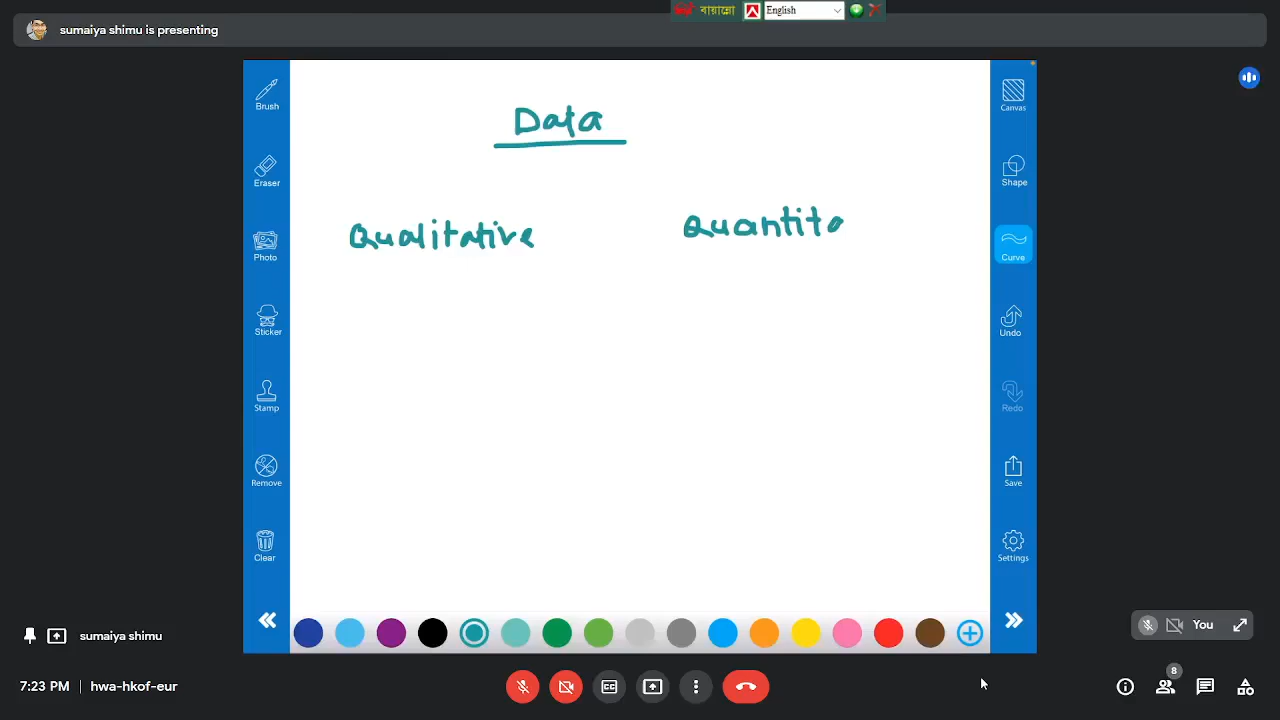 বায়ান্নো English
sumaiya shimu is presenting
Brush
Canvas
Data
Eraser
Shape
Qualitative Quantita
Photo
Curve
Sticker
Undo
Stamp
Redo
Remove
Save
Clear
Settings
sumaiya shimu
You
7:23 PM | hwa-hkof-eur
8